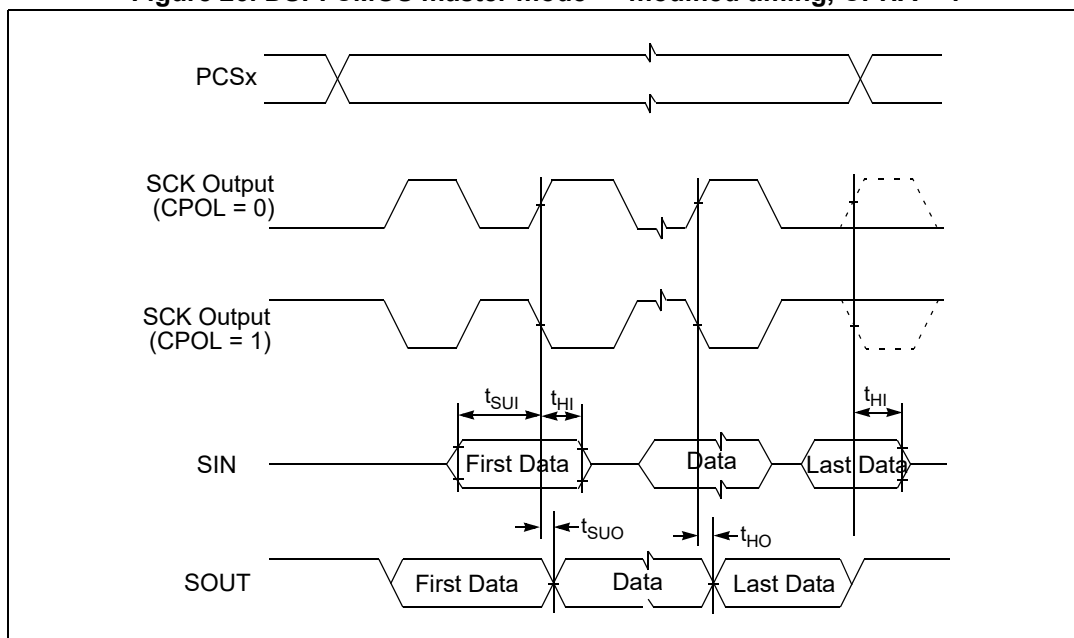 PCSx
SCK Output
(CPOL = 0)
SCK Output
(CPOL = 1)
tSUI
tHI
tHI
SIN
First Data
Data
Last Data
tSUO
tHO
SOUT
First Data
Data
Last Data